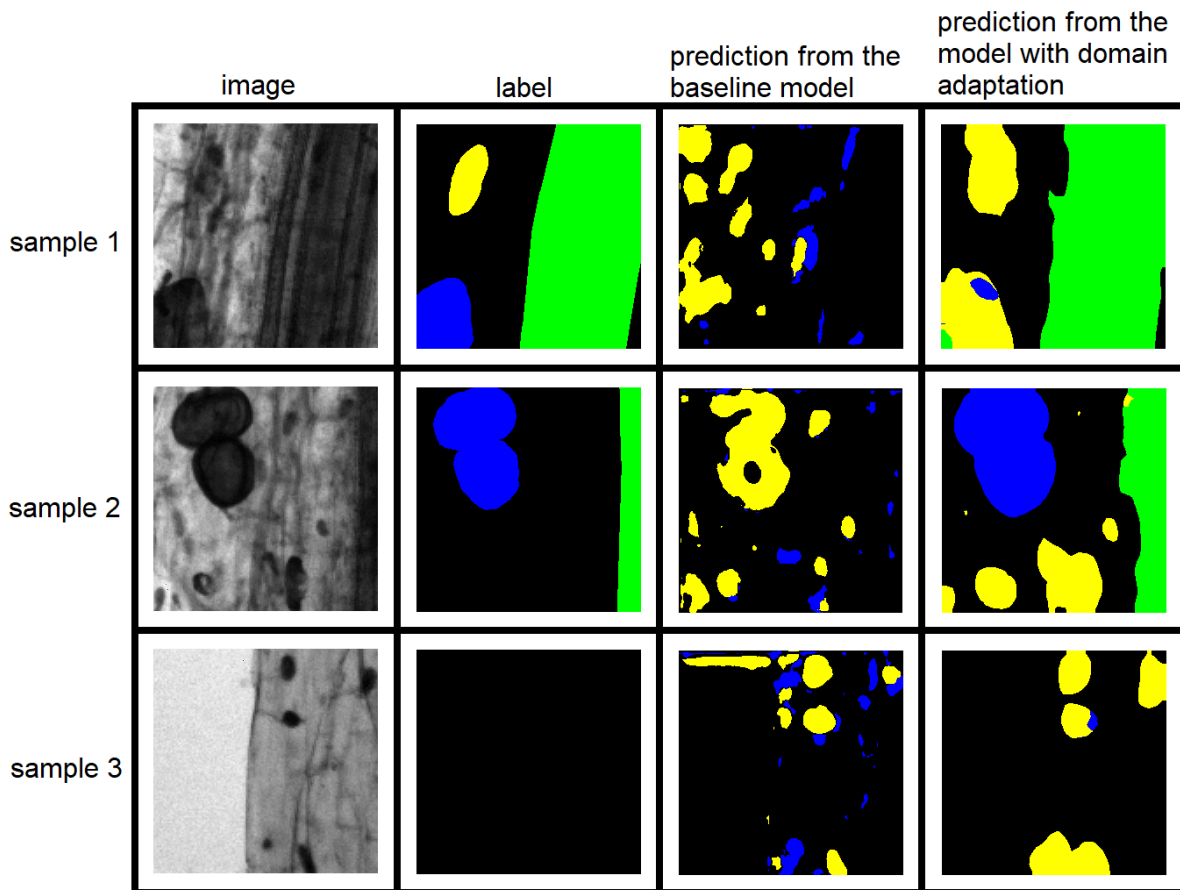 image
label
prediction from the
baseline model
prediction from the
model with domain
adaptation
sample 1
sample 2
sample 3